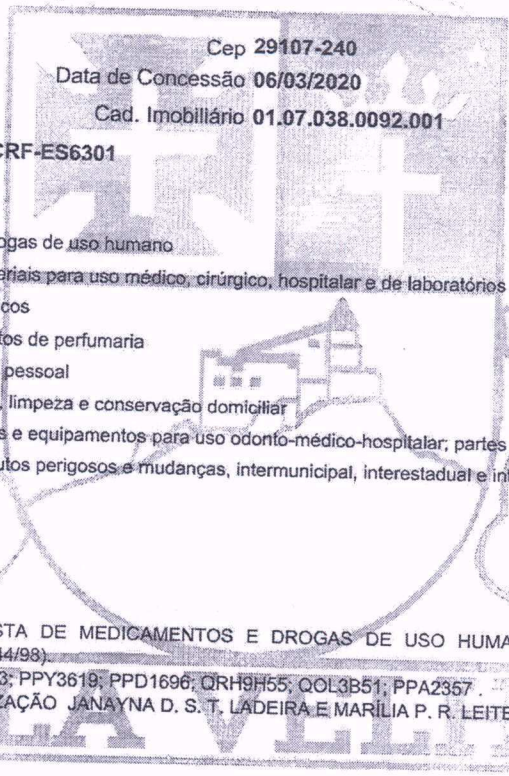 Cep 29107-240
Data de Concessão 06/03/2020
Cad. Imobiliário 01.07.038.0092.001
CRF-ES6301
ogas de uso humano
eriais para uso médico, cirúrgico, hospitalar e de laboratórios
cos
tos de perfumaria
pessoal
, limpeza e conservação domiciliar
s e equipamentos para uso odonto-médico-hospitalar; partes
utos perigosos e mudanças, intermunicipal, interestadual e in
STA DE MEDICAMENTOS E DROGAS DE USO HUMA
44/98).
3; PPY3619; PPD1696; QRH9H55; QOL3B51; PPA2357 .
ZAÇÃO JANAYNA D. S. T. LADEIRA E MARÍLIA P. R. LEITE